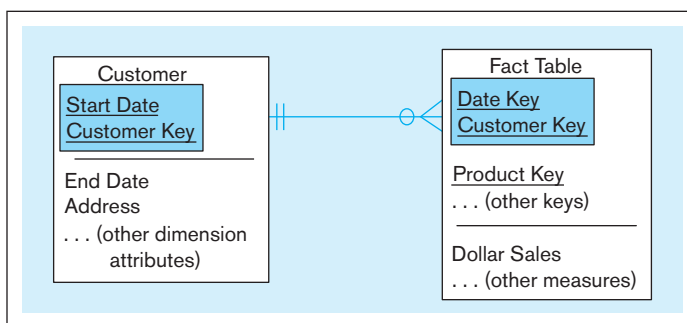 Customer
Start Date
Customer Key
End Date
Address
. . . (other dimension
attributes)
Fact Table
Date Key
Customer Key
Product Key
. . . (other keys)
Dollar Sales
. . . (other measures)